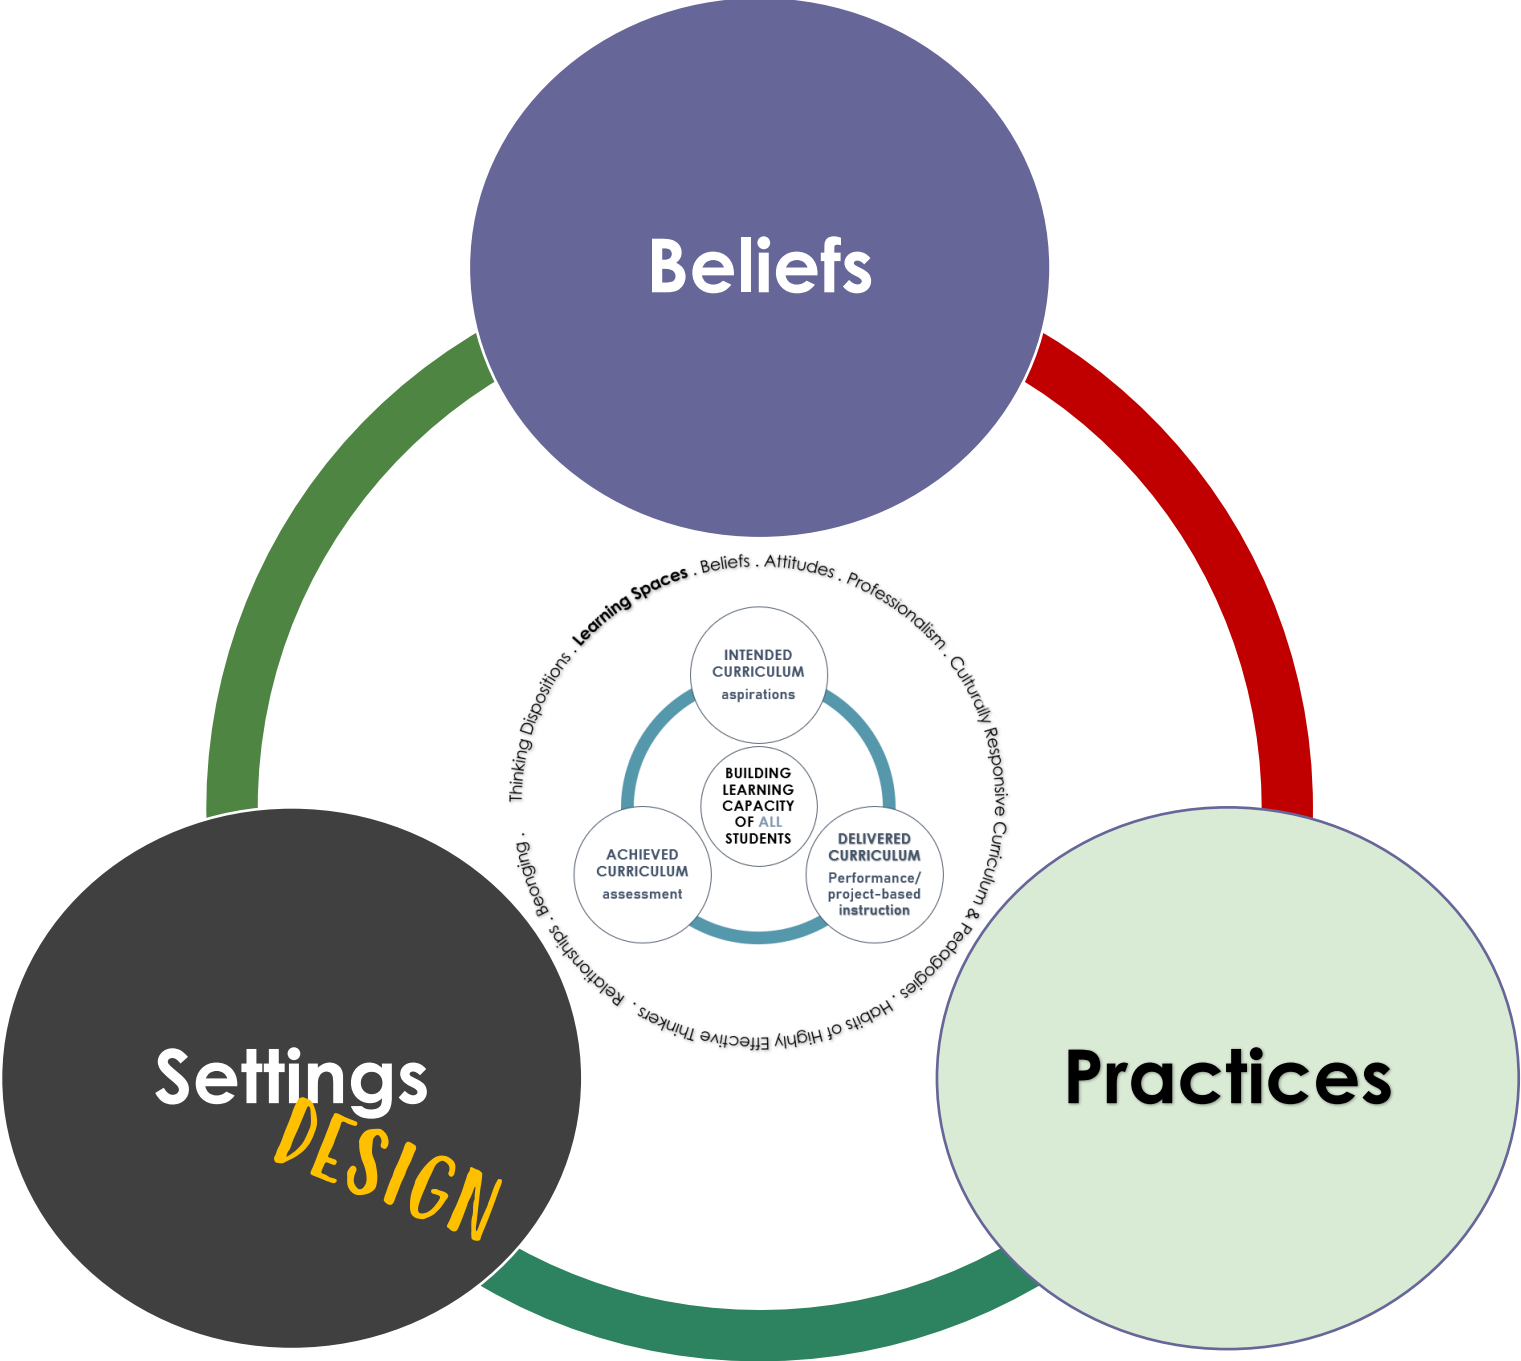 Beliefs
Thinking Dispositions . Learning Spaces . Beliefs . Attitudes . Professionalism . Culturally Responsive Curriculum & Pedagogies . Habits of Highly Effective Thinkers . Relationships . Beonging .
INTENDED
CURRICULUM
aspirations
BUILDING
LEARNING
CAPACITY
OF ALL
STUDENTS
ACHIEVED
CURRICULUM
assessment
DELIVERED
CURRICULUM
Performance/
project-based
instruction
Settings
DESIGN
Practices